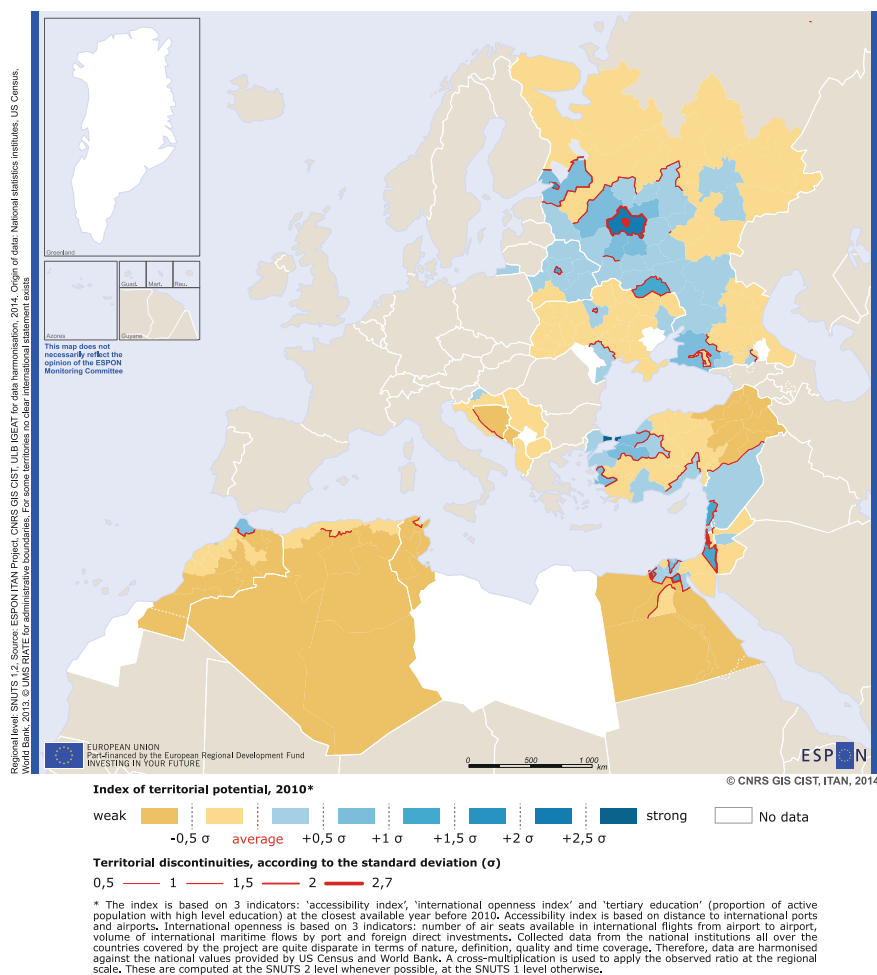 Regional level: SNUTS 1,2. Source: ESPON ITAN Project, CNRS GIS CIST, ULB IGEAT for data harmonisation, 2014. Origin of data: National statistics institutes, US Census,
World Bank, 2013. © UMS RIATE for administrative boundaries. For some territories no clear international statement exists
Greenland
Guad.
Mart.
Reu.
Azores
Guyane
This map does not
necessarily reflect the
opinion of the ESPON
Monitoring Committee
EUROPEAN UNION
Part-financed by the European Regional Development Fund
INVESTING IN YOUR FUTURE
0 500 1 000
km
ESPON
© CNRS GIS CIST, ITAN, 2014
Index of territorial potential, 2010*
weak
strong
No data
-0,5 σ average +0,5 σ +1 σ +1,5 σ +2 σ +2,5 σ
Territorial discontinuities, according to the standard deviation (σ)
0,5 1 1,5 2 2,7
* The index is based on 3 indicators: ‘accessibility index’, ‘international openness index’ and ‘tertiary education’ (proportion of active
population with high level education) at the closest available year before 2010. Accessibility index is based on distance to international ports
and airports. International openness is based on 3 indicators: number of air seats available in international flights from airport to airport,
volume of international maritime flows by port and foreign direct investments. Collected data from the national institutions all over the
countries covered by the project are quite disparate in terms of nature, definition, quality and time coverage. Therefore, data are harmonised
against the national values provided by US Census and World Bank. A cross-multiplication is used to apply the observed ratio at the regional
scale. These are computed at the SNUTS 2 level whenever possible, at the SNUTS 1 level otherwise.